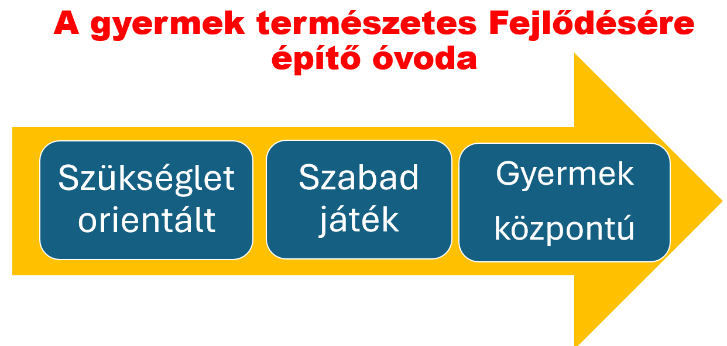 A gyermek természetes Fejlődésére
építő óvoda
Szükséglet
orientált
Szabad
játék
Gyermek
központú